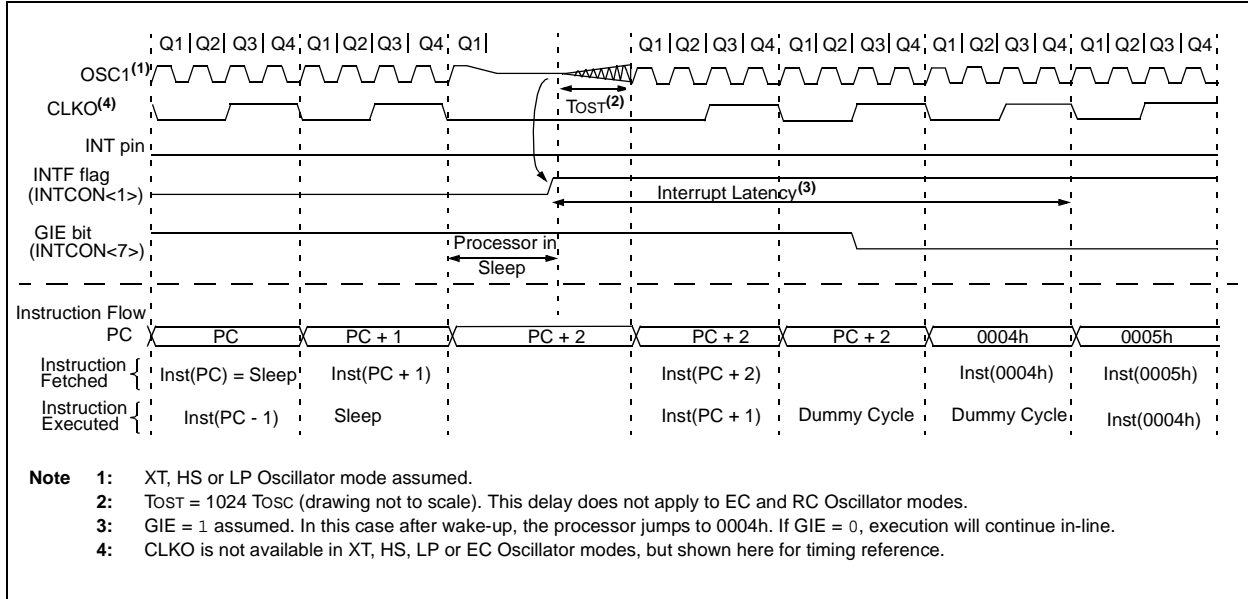 Q1 Q2 Q3 Q4 Q1 Q2 Q3 Q4 Q1 Q1 Q2 Q3 Q4 Q1 Q2 Q3 Q4 Q1 Q2 Q3 Q4 Q1 Q2 Q3 Q4
OSC1(1)
TOST(2)
CLKO(4)
INT pin
INTF flag
(INTCON<1>)
Interrupt Latency(3)
GIE bit
(INTCON<7>)
Processor in
Sleep
Instruction Flow
PC PC PC + 1 PC + 2 PC + 2 PC + 2 0004h 0005h
Instruction
Fetched
Inst(PC) = Sleep Inst(PC + 1) Inst(PC + 2) Inst(0004h) Inst(0005h)
Instruction
Executed
Inst(PC - 1) Sleep Inst(PC + 1) Dummy Cycle Dummy Cycle Inst(0004h)
Note 1: XT, HS or LP Oscillator mode assumed.
2: TOST = 1024 TOSC (drawing not to scale). This delay does not apply to EC and RC Oscillator modes.
3: GIE = 1 assumed. In this case after wake-up, the processor jumps to 0004h. If GIE = 0, execution will continue in-line.
4: CLKO is not available in XT, HS, LP or EC Oscillator modes, but shown here for timing reference.